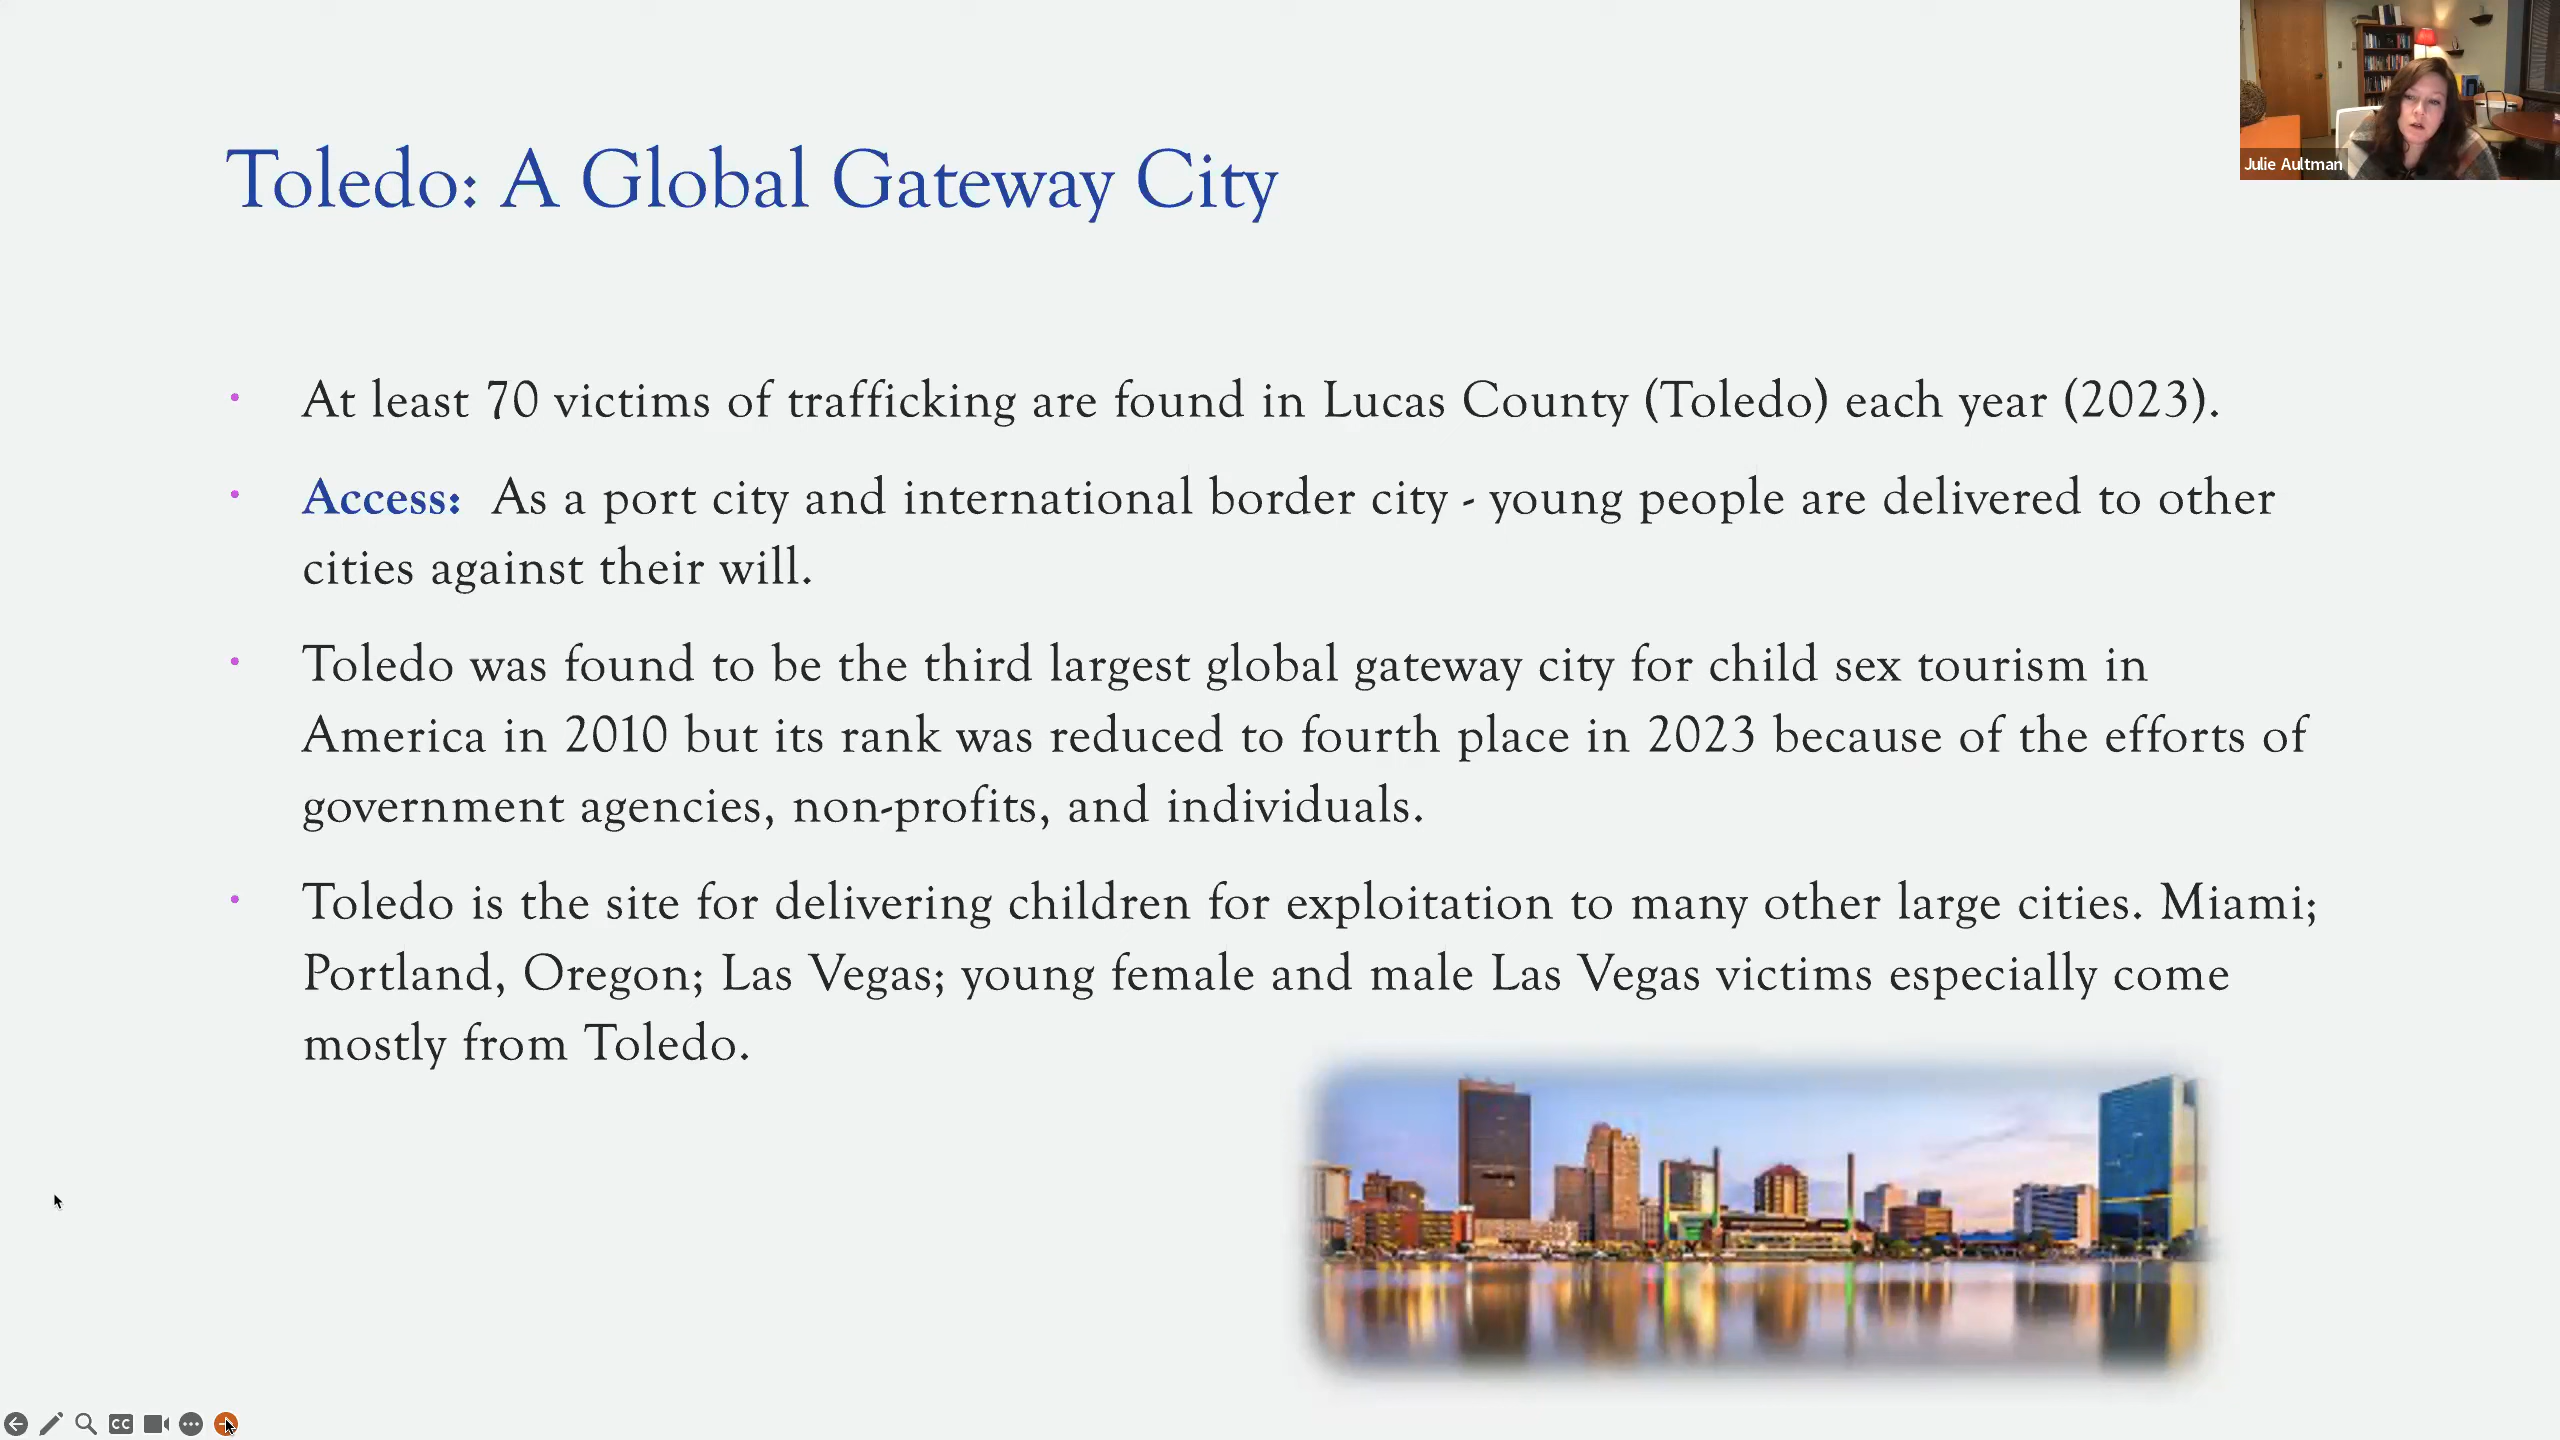 Julie Aultman
Toledo: A Global Gateway City
• At least 70 victims of trafficking are found in Lucas County (Toledo) each year (2023).
• Access: As a port city and international border city - young people are delivered to other
cities against their will.
• Toledo was found to be the third largest global gateway city for child sex tourism in
America in 2010 but its rank was reduced to fourth place in 2023 because of the efforts of
government agencies, non-profits, and individuals.
• Toledo is the site for delivering children for exploitation to many other large cities. Miami;
Portland, Oregon; Las Vegas; young female and male Las Vegas victims especially come
mostly from Toledo.
CC